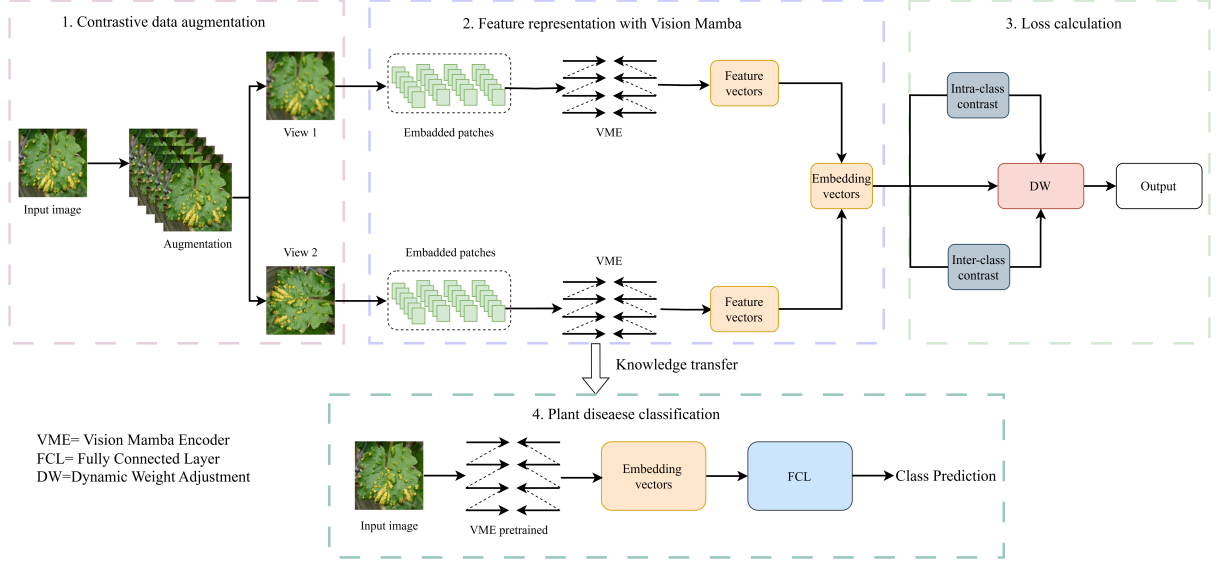 1. Contrastive data augmentation
Input image
Augmentation
View 1
View 2
2. Feature representation with Vision Mamba
Embadded patches
VME
Feature
vectors
Embadded patches
VME
Feature
vectors
Embedding
vectors
3. Loss calculation
Intra-class
contrast
DW
Output
Inter-class
contrast
Knowledge transfer
VME= Vision Mamba Encoder
FCL= Fully Connected Layer
DW=Dynamic Weight Adjustment
4. Plant diseaese classification
Input image
VME pretrained
Embedding
vectors
FCL
Class Prediction